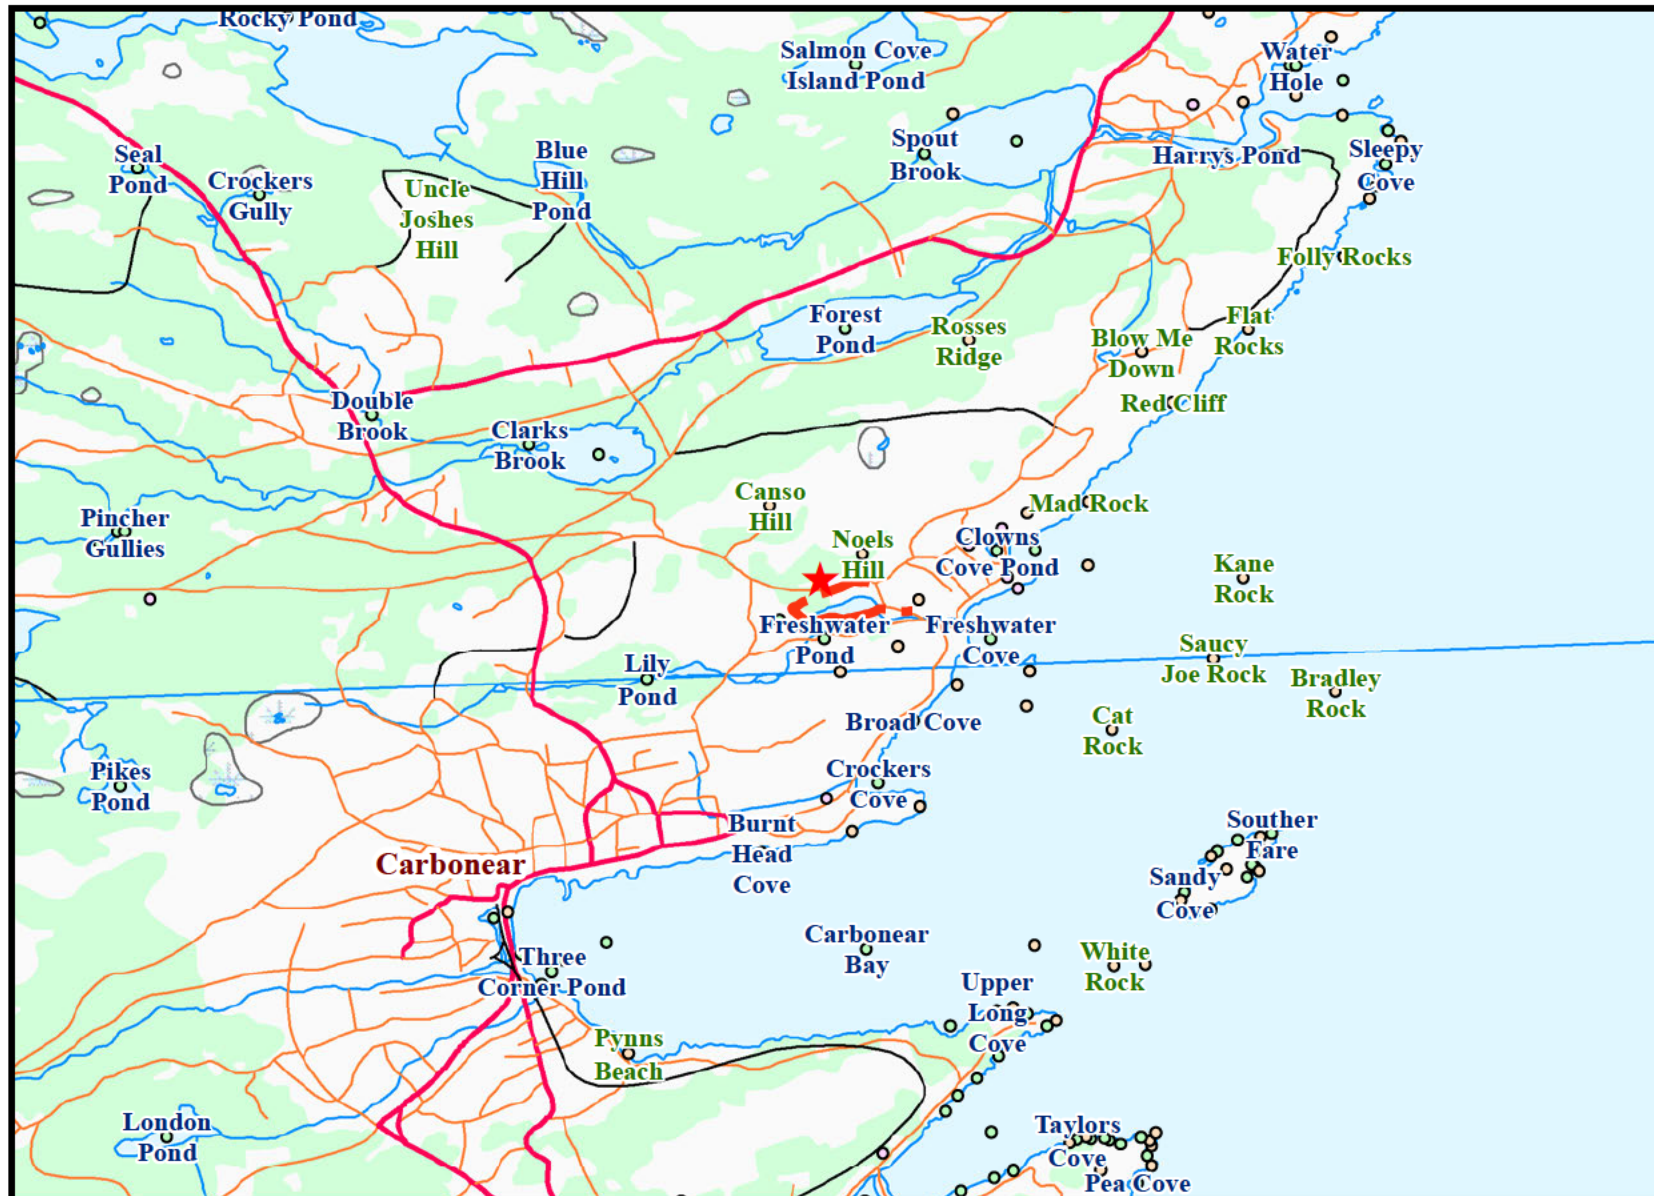 Rocky Pond
Salmon Cove
Island Pond
Water
Hole
Spout
Brook
Harrys Pond
Sleepy
Cove
Seal
Pond
Crockers
Gully
Uncle
Joshes
Hill
Blue
Hill
Pond
Folly Rocks
Forest
Pond
Rosses
Ridge
Blow Me
Down
Flat
Rocks
Red Cliff
Double
Brook
Clarks
Brook
Canso
Hill
Mad Rock
Pincher
Gullies
Noels
Hill
Clowns
Cove Pond
Kane
Rock
Freshwater
Pond
Freshwater
Cove
Saucy
Joe Rock
Lily
Pond
Bradley
Rock
Broad Cove
Cat
Rock
Pikes
Pond
Crockers
Cove
Burnt
Head
Cove
Souther
Fare
Carbonear
Sandy
Cove
Carbonear
Bay
White
Rock
Three
Corner Pond
Upper
Long
Cove
Pynns
Beach
London
Pond
Taylors
Cove
Pea Cove